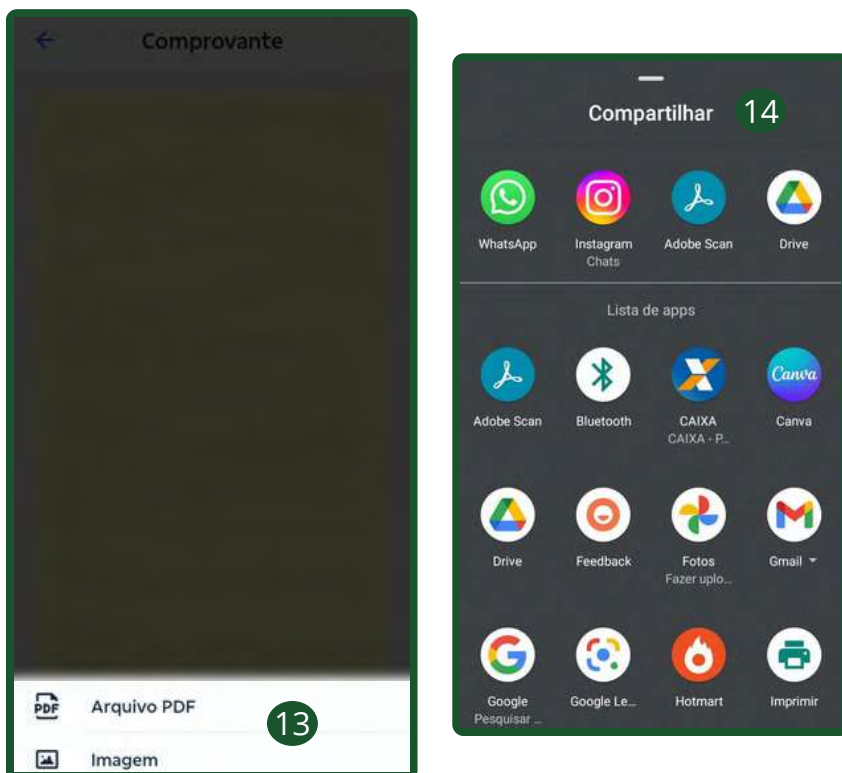 Comprovante
PDF Arquivo PDF
13
Imagem
Compartilhar 14
WhatsApp Instagram Adobe Scan Drive
Chats
Lista de apps
Canva
Adobe Scan Bluetooth CAIXA Canva
CAIXA - P...
Drive Feedback Fotos Gmail
Fazer uplo...
Google Google Le... Hotmart Imprimir
Pesquisar ...